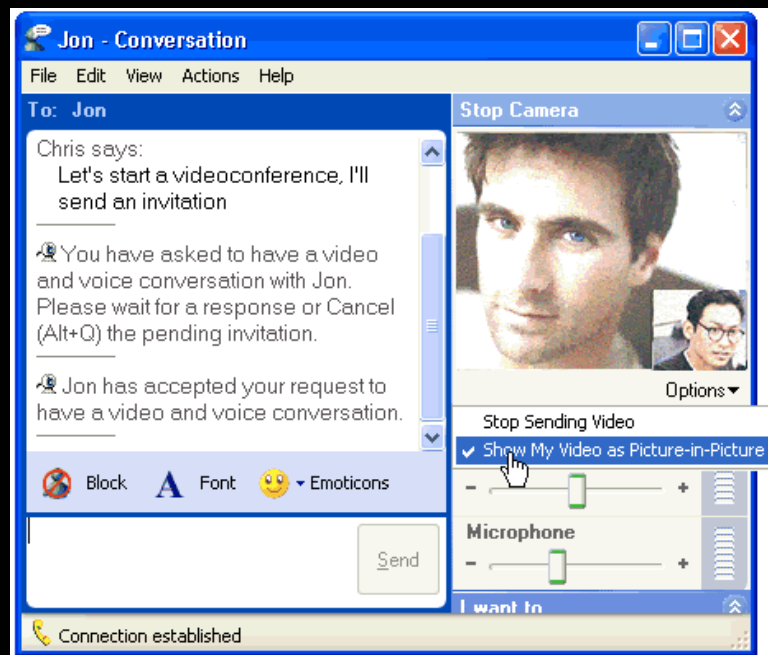 Jon - Conversation
File Edit View Actions Help
To: Jon
Chris says:
Let's start a videoconference, I'll
send an invitation
You have asked to have a video
and voice conversation with Jon.
Please wait for a response or Cancel
(Alt+Q) the pending invitation.
Jon has accepted your request to
have a video and voice conversation.
Block A Font Emoticons
Send
Stop Camera
Options
Stop Sending Video
Show My Video as Picture-in-Picture
- +
Microphone
- +
I want to
Connection established